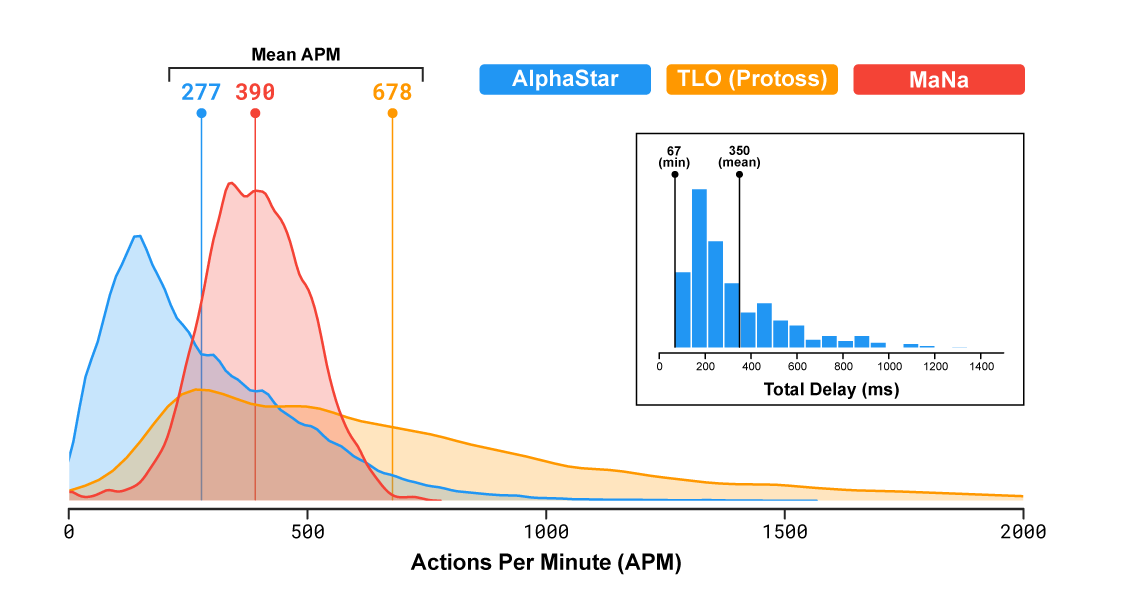 Mean APM
277 390 678
AlphaStar TLO (Protoss) MaNa
67 350
(min) (mean)
0 200 400 600 800 1000 1200 1400
Total Delay (ms)
0 500 1000 1500 2000
Actions Per Minute (APM)